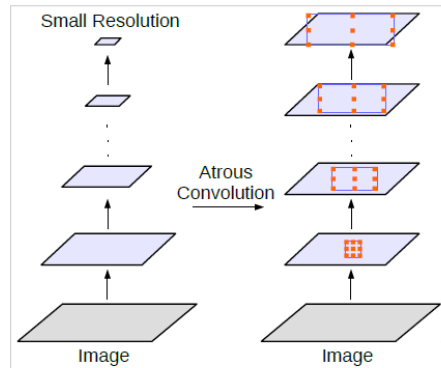 Small Resolution
Atrous
Convolution
Image
Image